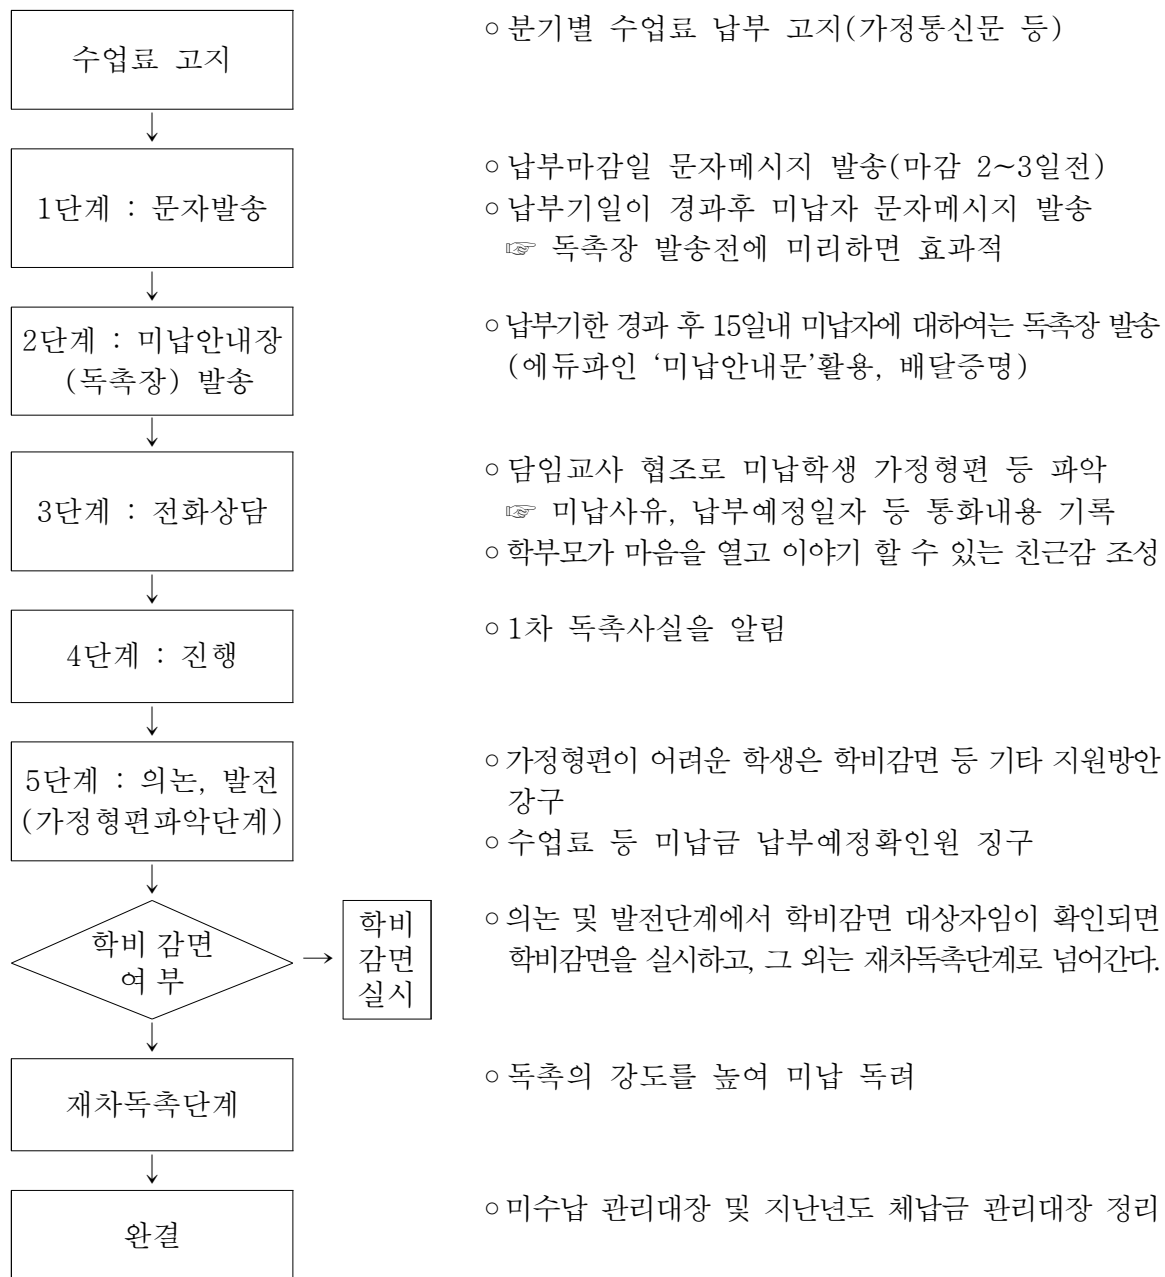 수업료 고지
○ 분기별 수업료 납부 고지(가정통신문 등)
↓
1단계 : 문자발송
○ 납부마감일 문자메시지 발송(마감 2~3일전)
○ 납부기일이 경과후 미납자 문자메시지 발송
☞ 독촉장 발송전에 미리하면 효과적
↓
2단계 : 미납안내장
(독촉장) 발송
○ 납부기한 경과 후 15일내 미납자에 대하여는 독촉장 발송
(에듀파인 ‘미납안내문’활용, 배달증명)
↓
3단계 : 전화상담
○ 담임교사 협조로 미납학생 가정형편 등 파악
☞ 미납사유, 납부예정일자 등 통화내용 기록
○ 학부모가 마음을 열고 이야기 할 수 있는 친근감 조성
↓
4단계 : 진행
○ 1차 독촉사실을 알림
↓
5단계 : 의논, 발전
(가정형편파악단계)
○ 가정형편이 어려운 학생은 학비감면 등 기타 지원방안
강구
○ 수업료 등 미납금 납부예정확인원 징구
↓
학비 감면
여 부
→
학비
감면
실시
○ 의논 및 발전단계에서 학비감면 대상자임이 확인되면
학비감면을 실시하고, 그 외는 재차독촉단계로 넘어간다.
↓
재차독촉단계
○ 독촉의 강도를 높여 미납 독려
↓
완결
○ 미수납 관리대장 및 지난년도 체납금 관리대장 정리